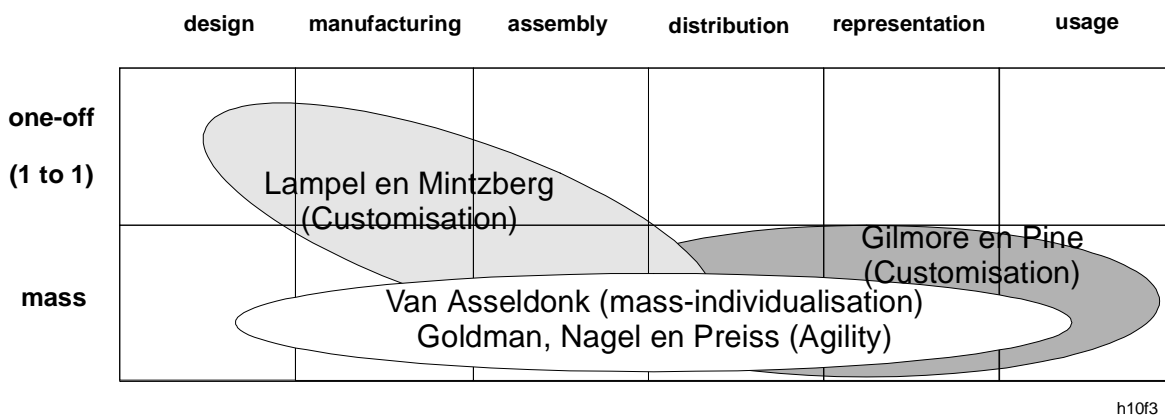 design manufacturing assembly distribution representation usage
one-off
(1 to 1)
Lampel en Mintzberg
(Customisation)
Gilmore en Pine
(Customisation)
mass
Van Asseldonk (mass-individualisation)
Goldman, Nagel en Preiss (Agility)
h10f3